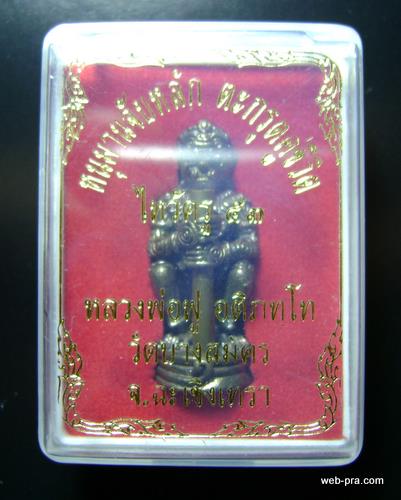 หนุมานจับหลัก ตะกรุดคู่ชีวิต
ไหว้ครู ๕๓
หลวงพ่อฟู อติภทฺโท
วัดบางสมัคร
จ.ฉะเชิงเทรา
web-pra.com